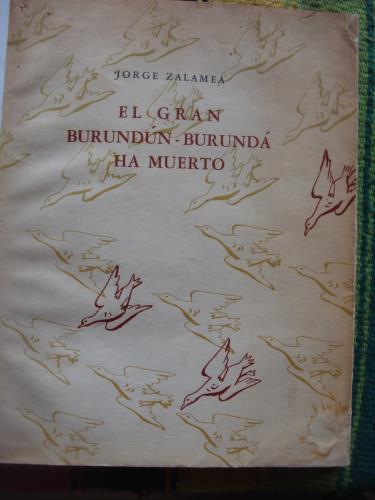 JORGE ZALAMEA
EL GRAN
BURUNDÚN-BURUNDÁ
HA MUERTO